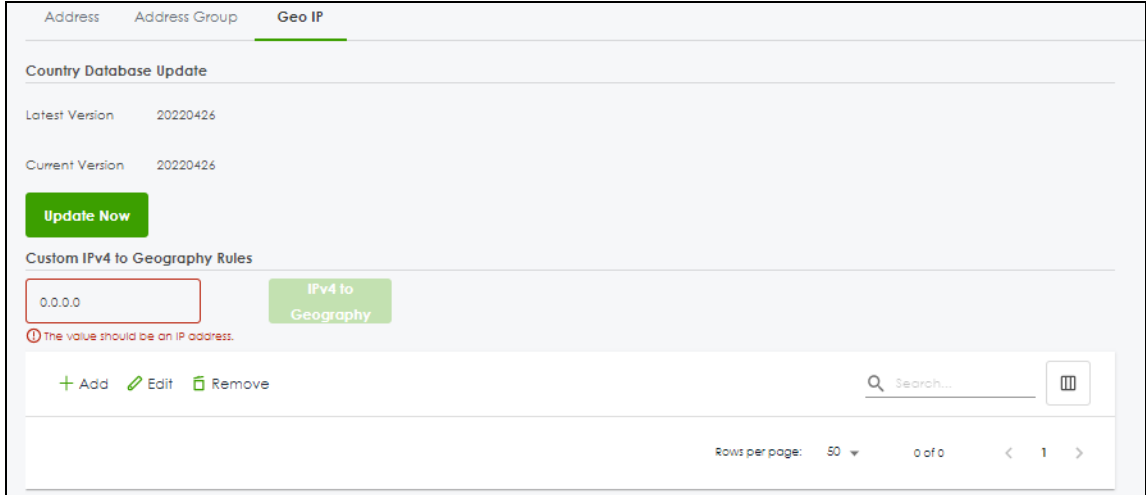 Address Address Group Geo IP
Country Database Update
Latest Version 20220426
Current Version 20220426
Update Now
Custom IPv4 to Geography Rules
0.0.0.0
IPv4 to
Geography
The value should be an IP address.
Add Edit Remove Search...
Rows per page: 50 0 of 0 < 1 >